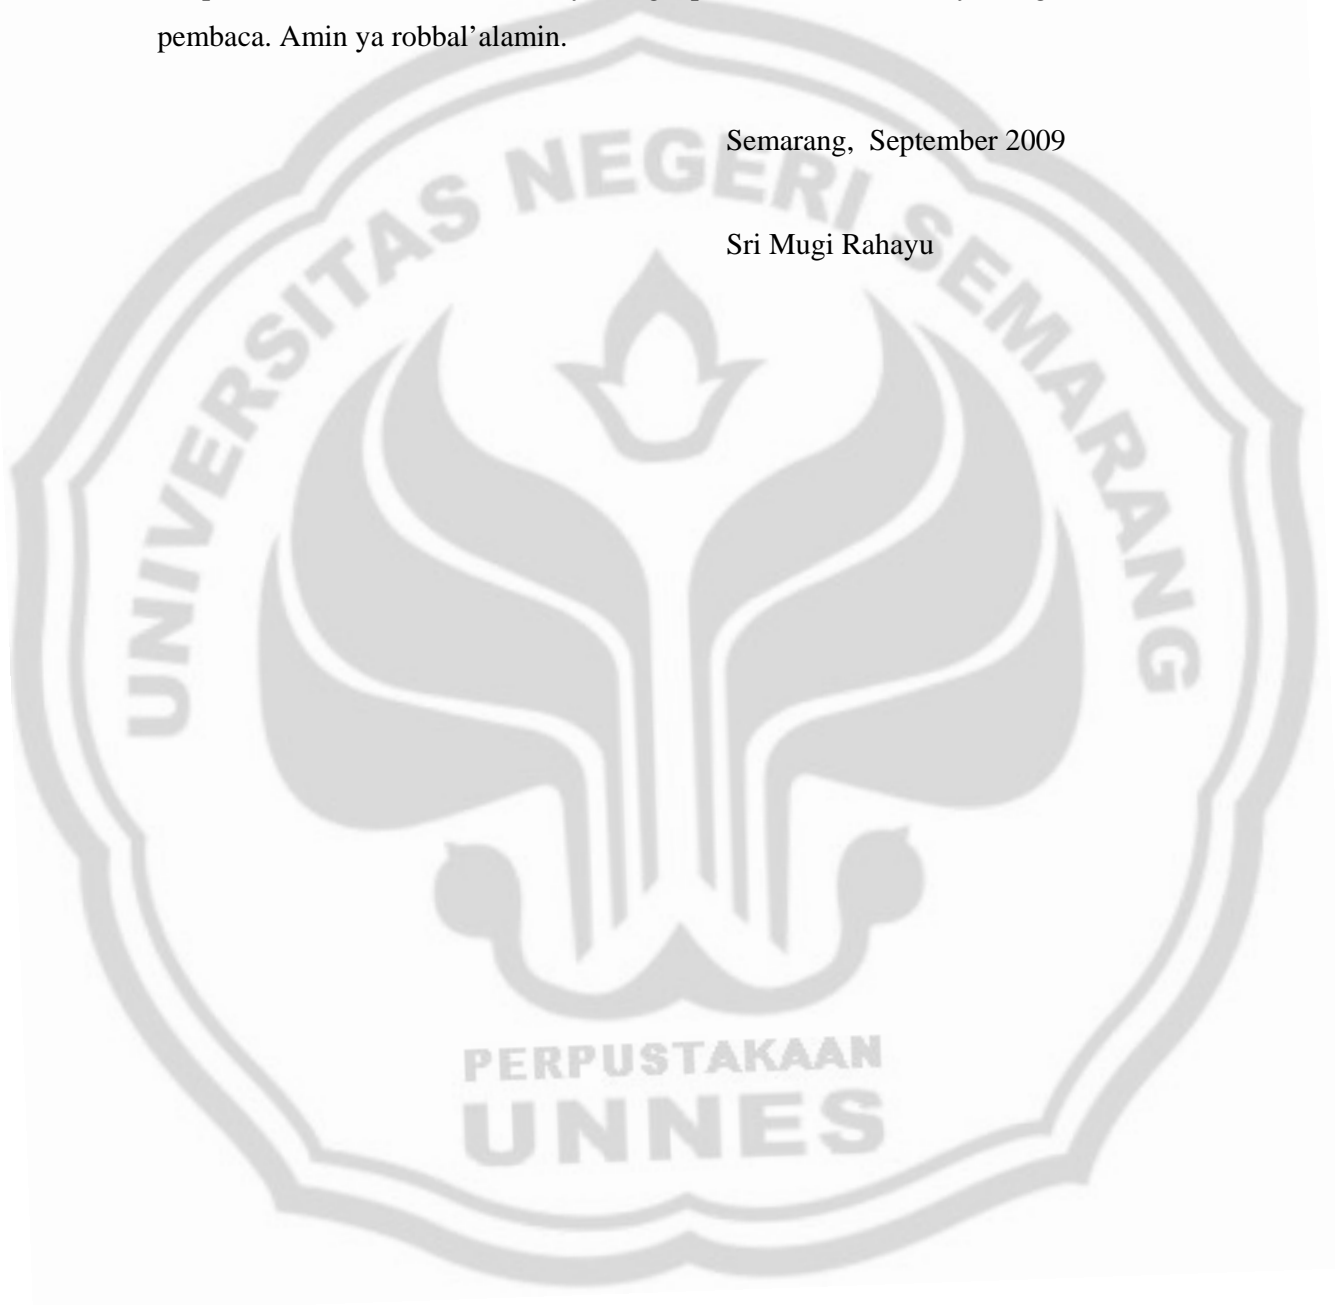 pembaca. Amin ya robbal’alamin.
Semarang, September 2009
Sri Mugi Rahayu
UNIVERSITAS NEGERI SEMARANG
PERPUSTAKAAN
UNNES